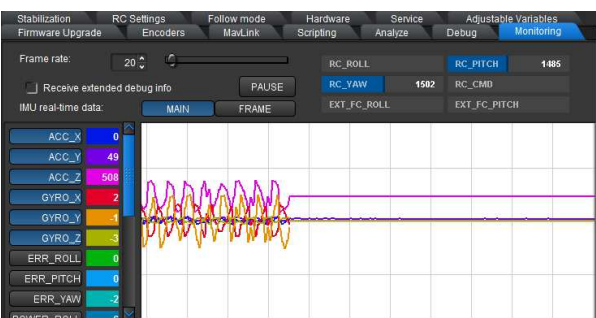 Stabilization RC Settings Follow mode Hardware Service Adjustable Variables
Firmware Upgrade Encoders MavLink Scripting Analyze Debug Monitoring
Frame rate: 20 RC_ROLL RC_PITCH 1485
Receive extended debug info PAUSE RC_YAW 1502 RC_CMD
IMU real-time data: MAIN FRAME EXT_FC_ROLL EXT_FC_PITCH
ACC_X 0
ACC_Y 49
ACC_Z 508
GYRO_X 2
GYRO_Y -1
GYRO_Z -3
ERR_ROLL 0
ERR_PITCH 0
ERR_YAW -2